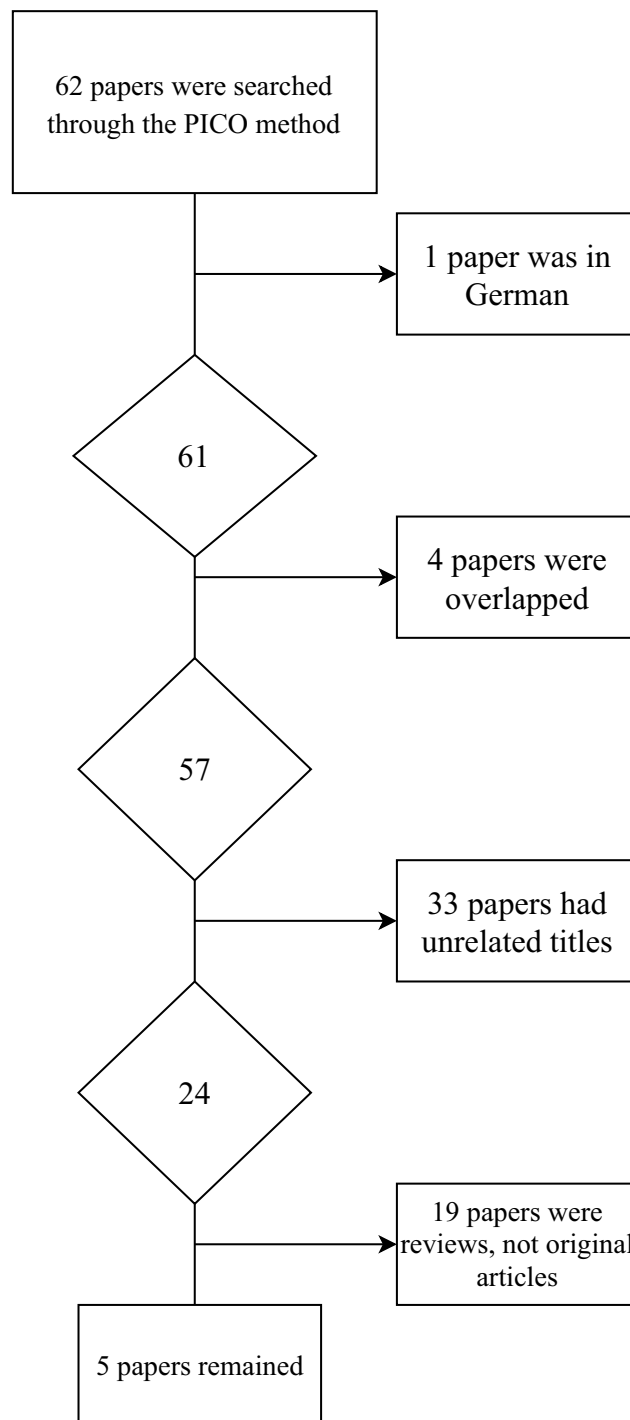 62 papers were searched
through the PICO method
1 paper was in
German
61
4 papers were
overlapped
57
33 papers had
unrelated titles
24
19 papers were
reviews, not original
articles
5 papers remained